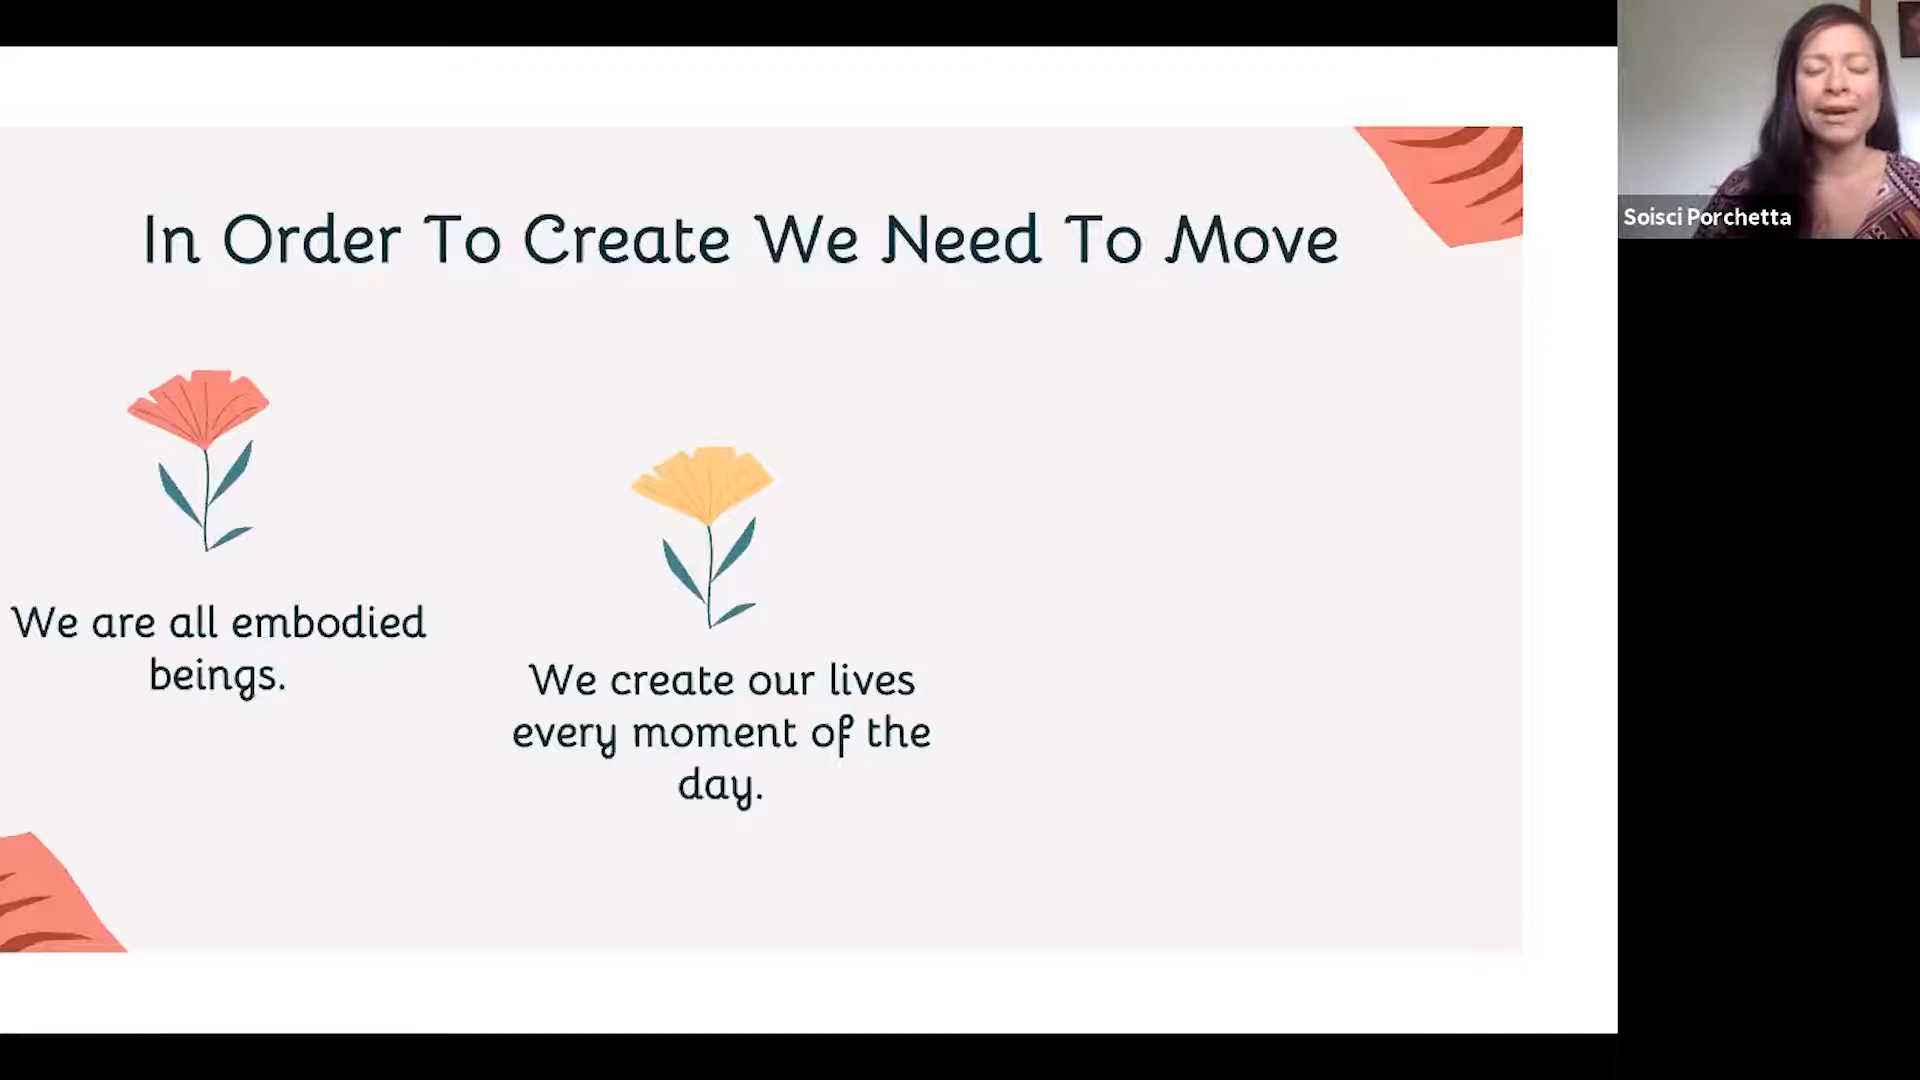 In Order To Create We Need To Move
We are all embodied
beings.
We create our lives
every moment of the
day.
Soisci Porchetta